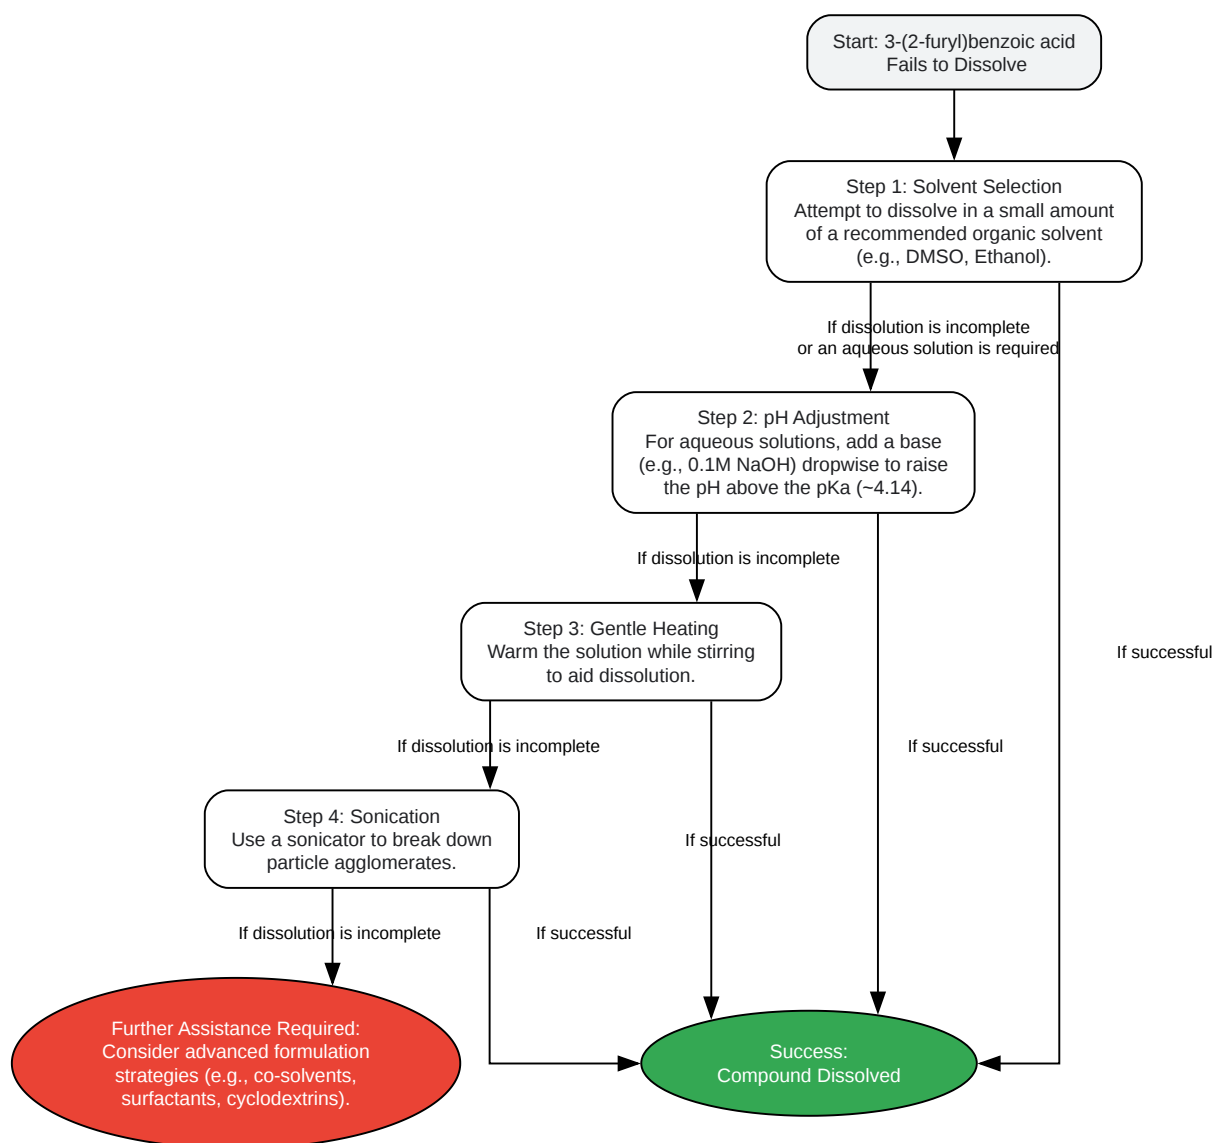 Start: 3-(2-furyl)benzoic acid
Fails to Dissolve
Step 1: Solvent Selection
Attempt to dissolve in a small amount
of a recommended organic solvent
(e.g., DMSO, Ethanol).
If dissolution is incomplete
or an aqueous solution is required
Step 2: pH Adjustment
For aqueous solutions, add a base
(e.g., 0.1M NaOH) dropwise to raise
the pH above the pKa (~4.14).
If dissolution is incomplete
Step 3: Gentle Heating
Warm the solution while stirring
to aid dissolution.
If successful
If dissolution is incomplete
If successful
Step 4: Sonication
Use a sonicator to break down
particle agglomerates.
If successful
If dissolution is incomplete
If successful
Further Assistance Required:
Consider advanced formulation
strategies (e.g., co-solvents,
surfactants, cyclodextrins).
Success:
Compound Dissolved